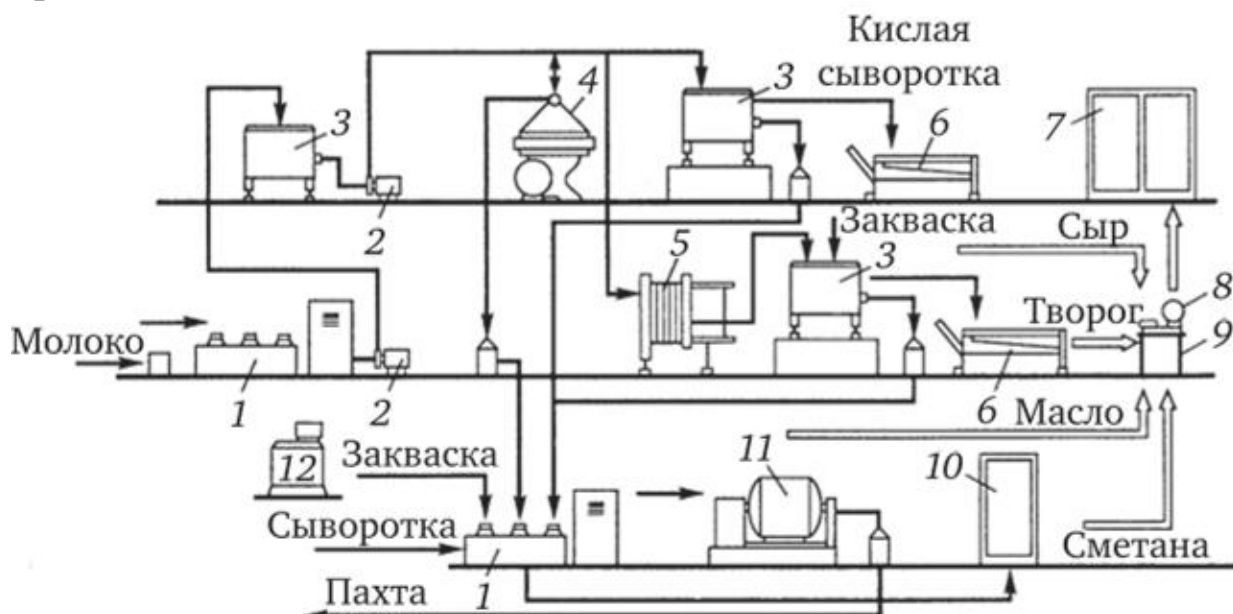 Кислая
сыворотка
3
4
3
6
7
2
Закваска
Сыр
5
3
8
Творог
9
Молоко
1
2
6
Масло
12
Закваска
11
10
Сыворотка
Сметана
1
Пахта